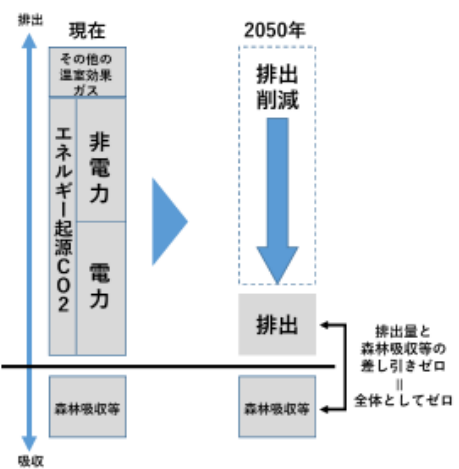 排出
現在
2050年
その他の
温室効果
ガス
エネルギー起源CO2
非電力
電力
排出
削減
排出
排出量と
森林吸収等の
差し引きゼロ
॥
全体としてゼロ
森林吸収等
森林吸収等
吸収